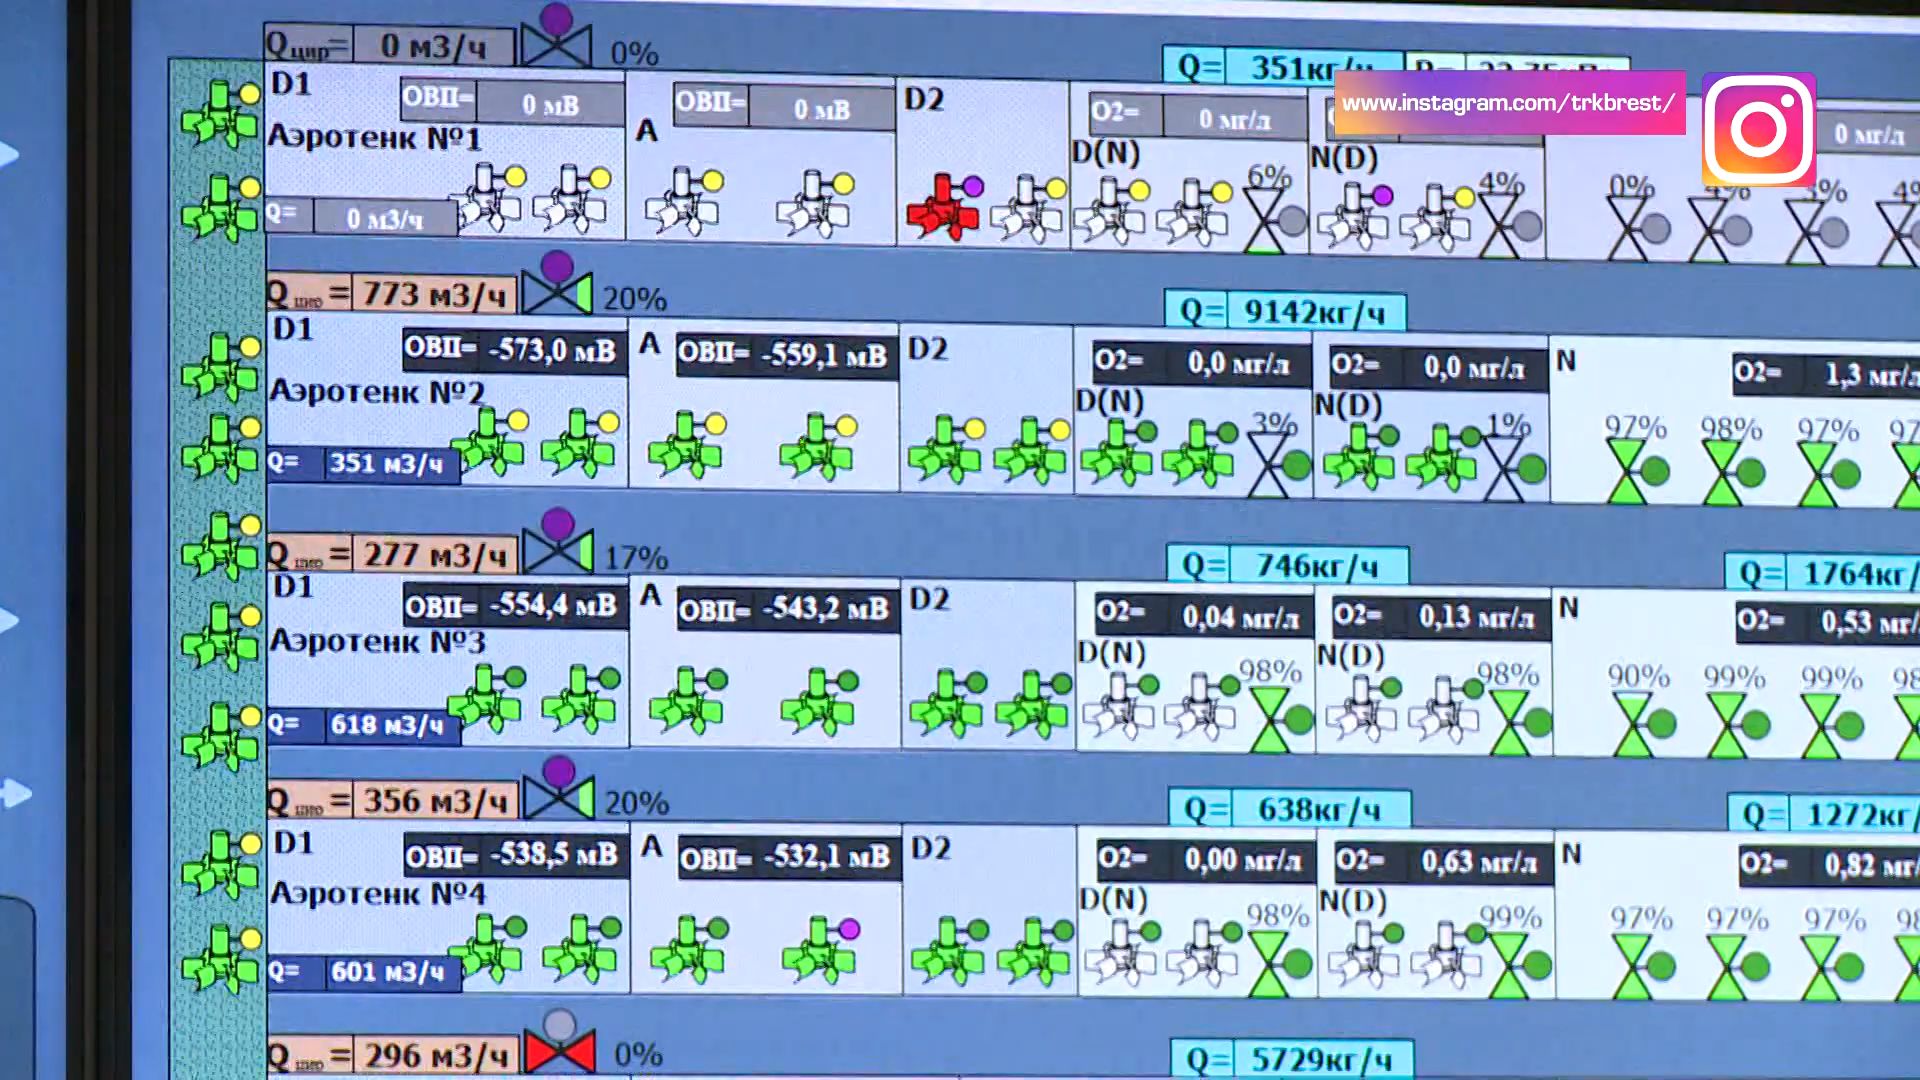 Qцир= 0 м3/ч 0%
Q= 351кг/ч
www.instagram.com/trkbrest/
D1 ОВП= 0 мВ ОВП= 0 мВ D2 O2= 0 мг/л 0 мг/л
Аэротенк №1 A D(N) N(D)
6% 4% 0% 4% 3% 4%
Q= 0 м3/ч
Q = 773 м3/ч 20% Q= 9142кг/ч
D1 ОВП= -573,0 мВ A ОВП= -559,1 мВ D2 O2= 0,0 мг/л O2= 0,0 мг/л N O2= 1,3 мг/л
Аэротенк №2 D(N) N(D)
3% 1% 97% 98% 97% 97
Q= 351 м3/ч
Q = 277 м3/ч 17% Q= 746кг/ч Q= 1764кг/
D1 ОВП= -554,4 мВ A ОВП= -543,2 мВ D2 O2= 0,04 мг/л O2= 0,13 мг/л N O2= 0,53 мг/
Аэротенк №3 D(N) N(D)
98% 98% 90% 99% 99% 98
Q= 618 м3/ч
Q = 356 м3/ч 20% Q= 638кг/ч Q= 1272кг/
D1 ОВП= -538,5 мВ A ОВП= -532,1 мВ D2 O2= 0,00 мг/л O2= 0,63 мг/л N O2= 0,82 мг/
Аэротенк №4 D(N) N(D)
98% 99% 97% 97% 97% 98
Q= 601 м3/ч
Q = 296 м3/ч 0% Q= 5729кг/ч